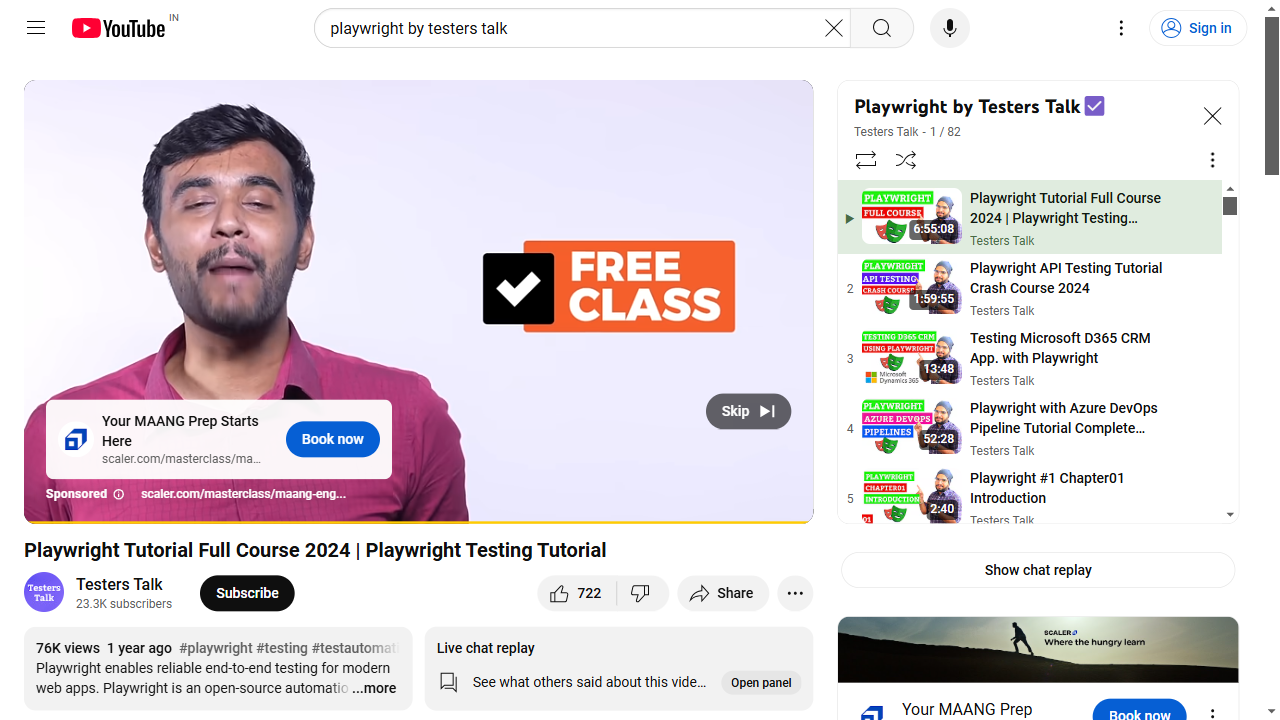 YouTube IN
playwright by testers talk
Sign in
FREE
CLASS
Skip
Your MAANG Prep Starts
Here
scaler.com/masterclass/ma...
Book now
Sponsored
scaler.com/masterclass/maang-eng...
Playwright Tutorial Full Course 2024 | Playwright Testing Tutorial
Testers
Talk
Testers Talk
23.3K subscribers
Subscribe
722
Share
76K views 1 year ago #playwright #testing #testautomati
Playwright enables reliable end-to-end testing for modern
web apps. Playwright is an open-source automatio ...more
Live chat replay
See what others said about this vide...
Open panel
Playwright by Testers Talk☑
Testers Talk - 1 / 82
PLAYWRIGHT
FULL COURSE
6:55:08
Playwright Tutorial Full Course
2024 | Playwright Testing...
Testers Talk
2
PLAYWRIGHT
API TESTING
CRASH COURSE
1:59:55
Playwright API Testing Tutorial
Crash Course 2024
Testers Talk
3
TESTING D365 CRM
USING PLAYWRIGHT
Microsoft
Dynamics 365
13:48
Testing Microsoft D365 CRM
App. with Playwright
Testers Talk
4
PLAYWRIGHT
AZURE DEVOPS
PIPELINES
52:28
Playwright with Azure DevOps
Pipeline Tutorial Complete...
Testers Talk
5
PLAYWRIGHT
CHAPTER01
INTRODUCTION
01
2:40
Playwright #1 Chapter01
Introduction
Testers Talk
Show chat replay
SCALER
Where the hungry learn
Your MAANG Prep
Book now